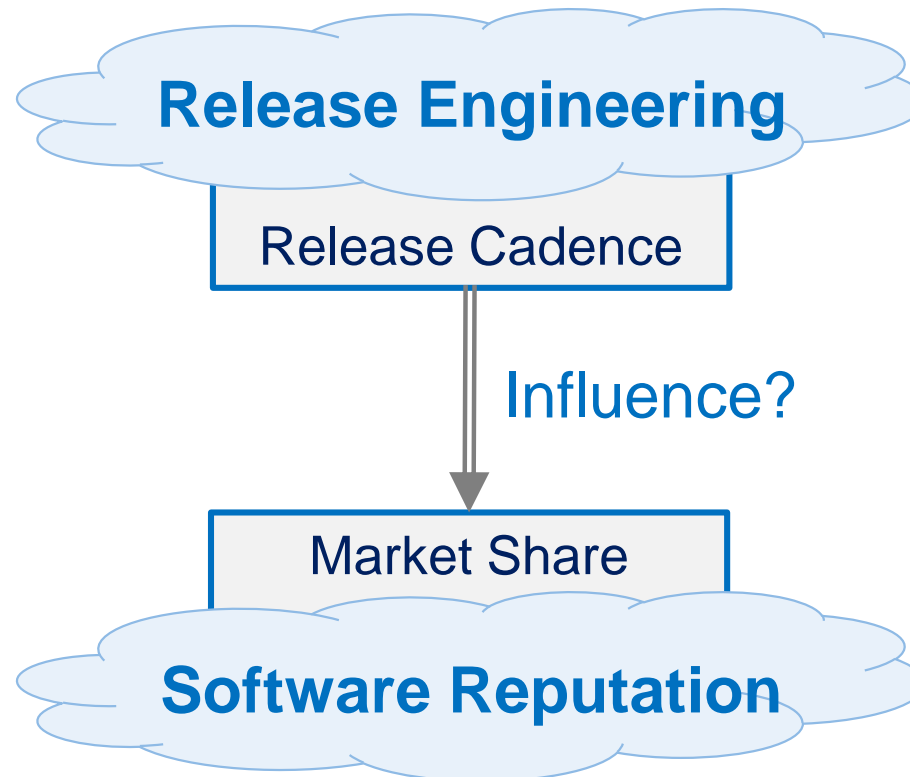 Release Engineering
Release Cadence
Influence?
Market Share
Software Reputation